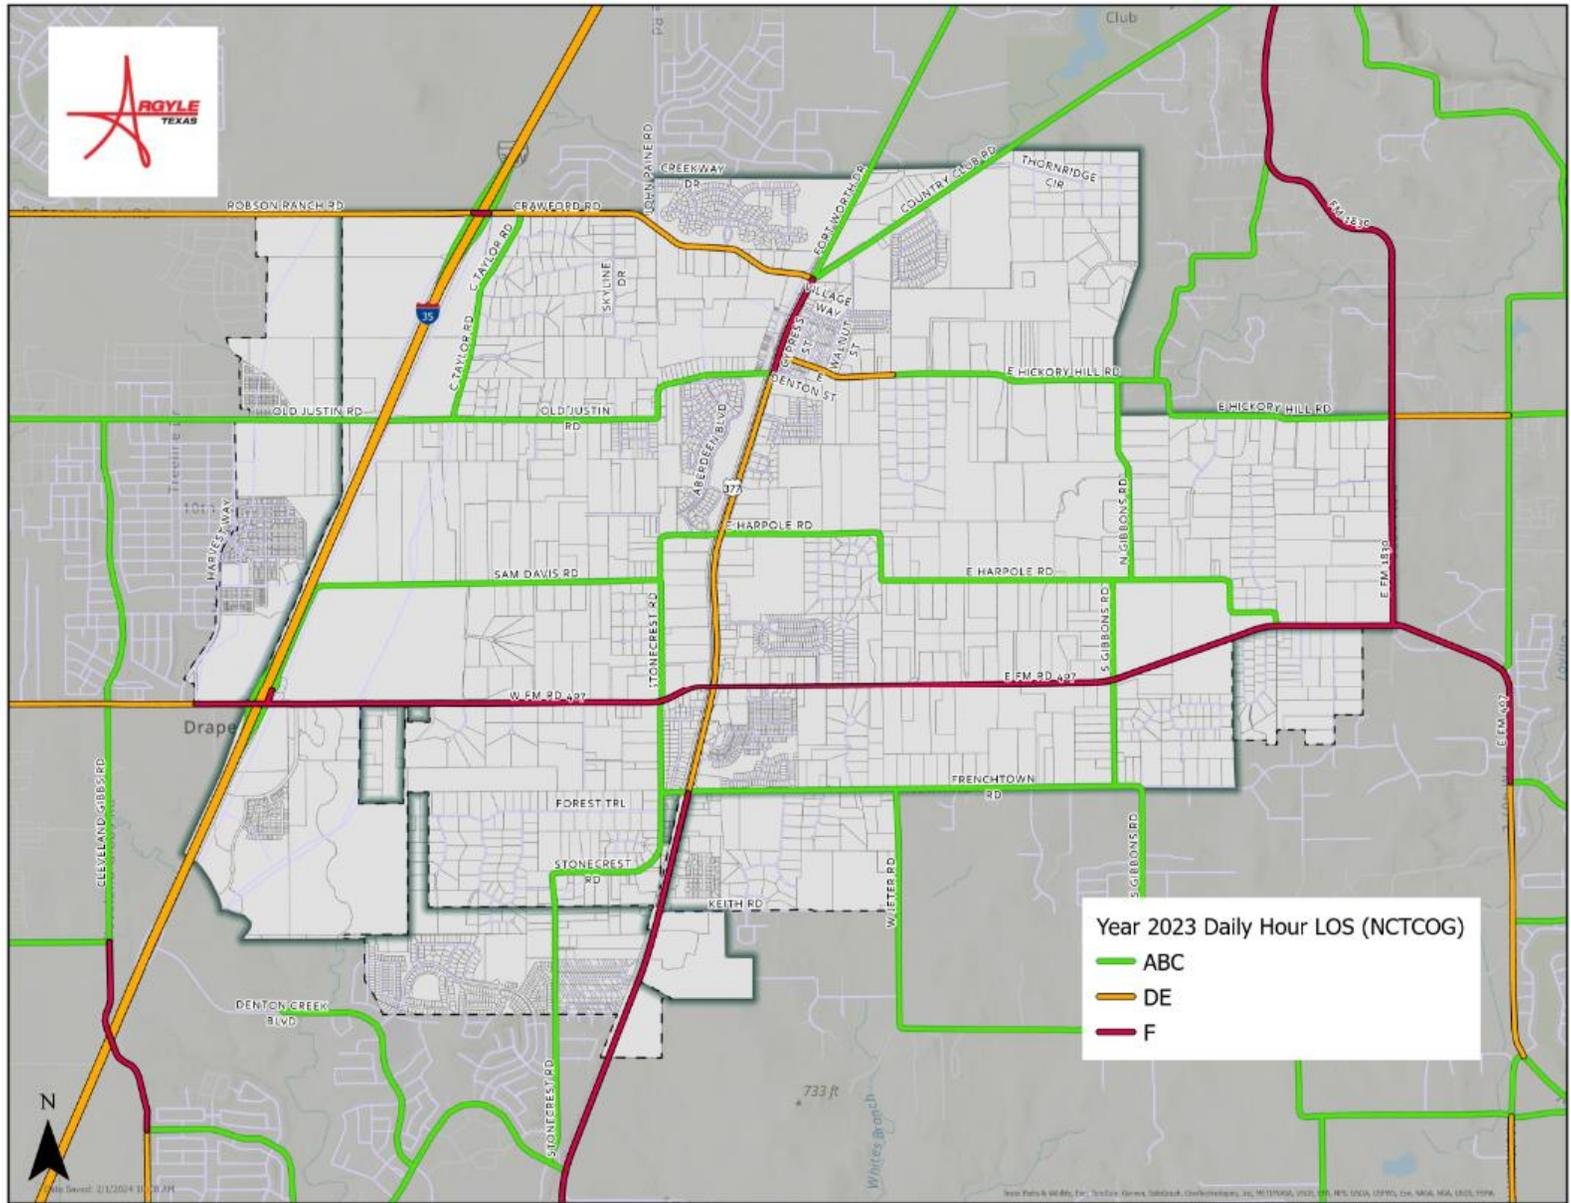 Club
ARGYLE
TEXAS
JOHN PAINE RD
CREEKWAY
DR
THORNRIDGE
CIR
COUNTRY CLUB RD
FORT WORTH DR
ROBSON RANCH RD
CRAWFORD RD
FM 1830
C TAYLOR RD
SKYLINE
DR
VILLAGE
WAY
35
C TAYLOR RD
CYPRESS
ST
WALNUT
ST
E
DENTON ST
E HICKORY HILL RD
OLD JUSTIN RD
OLD JUSTIN
RD
E HICKORY HILL RD
ABERDEEN BLVD
377
HARVEST WAY
E HARPOLE RD
N GIBBONS RD
SAM DAVIS RD
E HARPOLE RD
E FM 1830
STONECREST RD
S GIBBONS RD
W FM RD 407
E FM RD 407
Drape
E FM 407
CLEVELAND GIBBS RD
FRENCHTOWN
RD
FOREST TRL
STONECREST
RD
S GIBBONS RD
W JETER RD
KEITH RD
Year 2023 Daily Hour LOS (NCTCOG)
ABC
DE
F
DENTON CREEK
BLVD
STONECREST RD
733 ft
Whites Branch
N